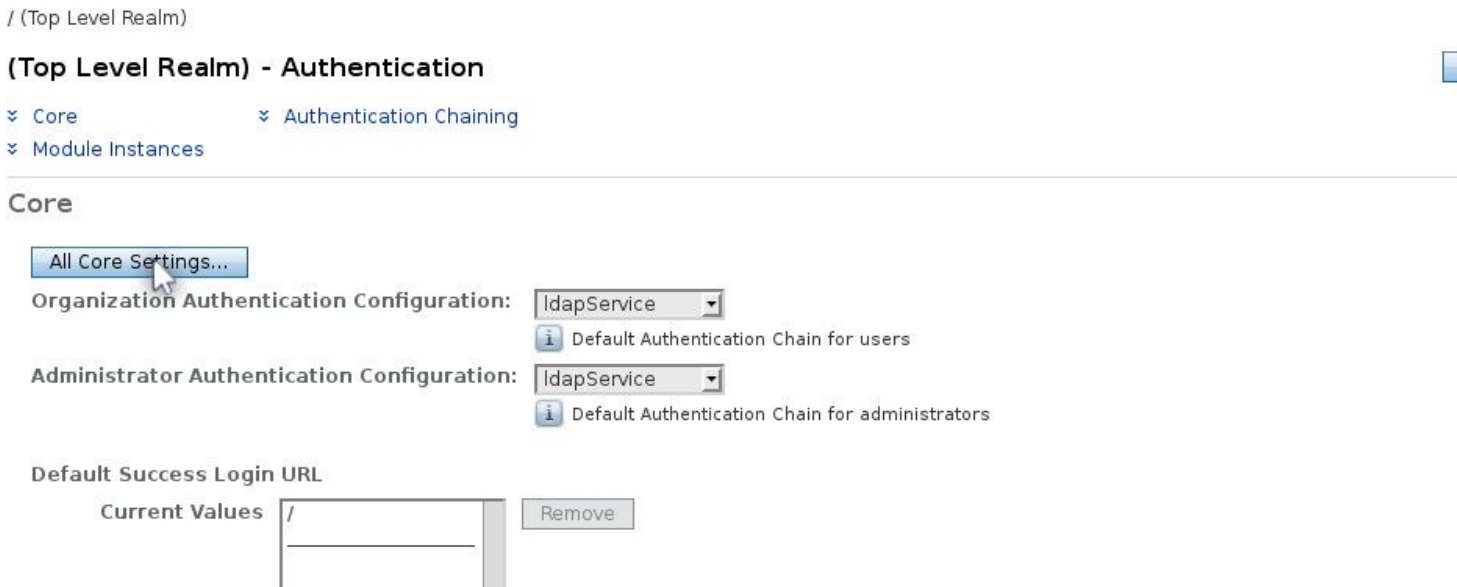 / (Top Level Realm)
(Top Level Realm) - Authentication
Core
Authentication Chaining
Module Instances
Core
All Core Settings...
Organization Authentication Configuration:
ldapService
i Default Authentication Chain for users
Administrator Authentication Configuration:
ldapService
i Default Authentication Chain for administrators
Default Success Login URL
Current Values
/
Remove